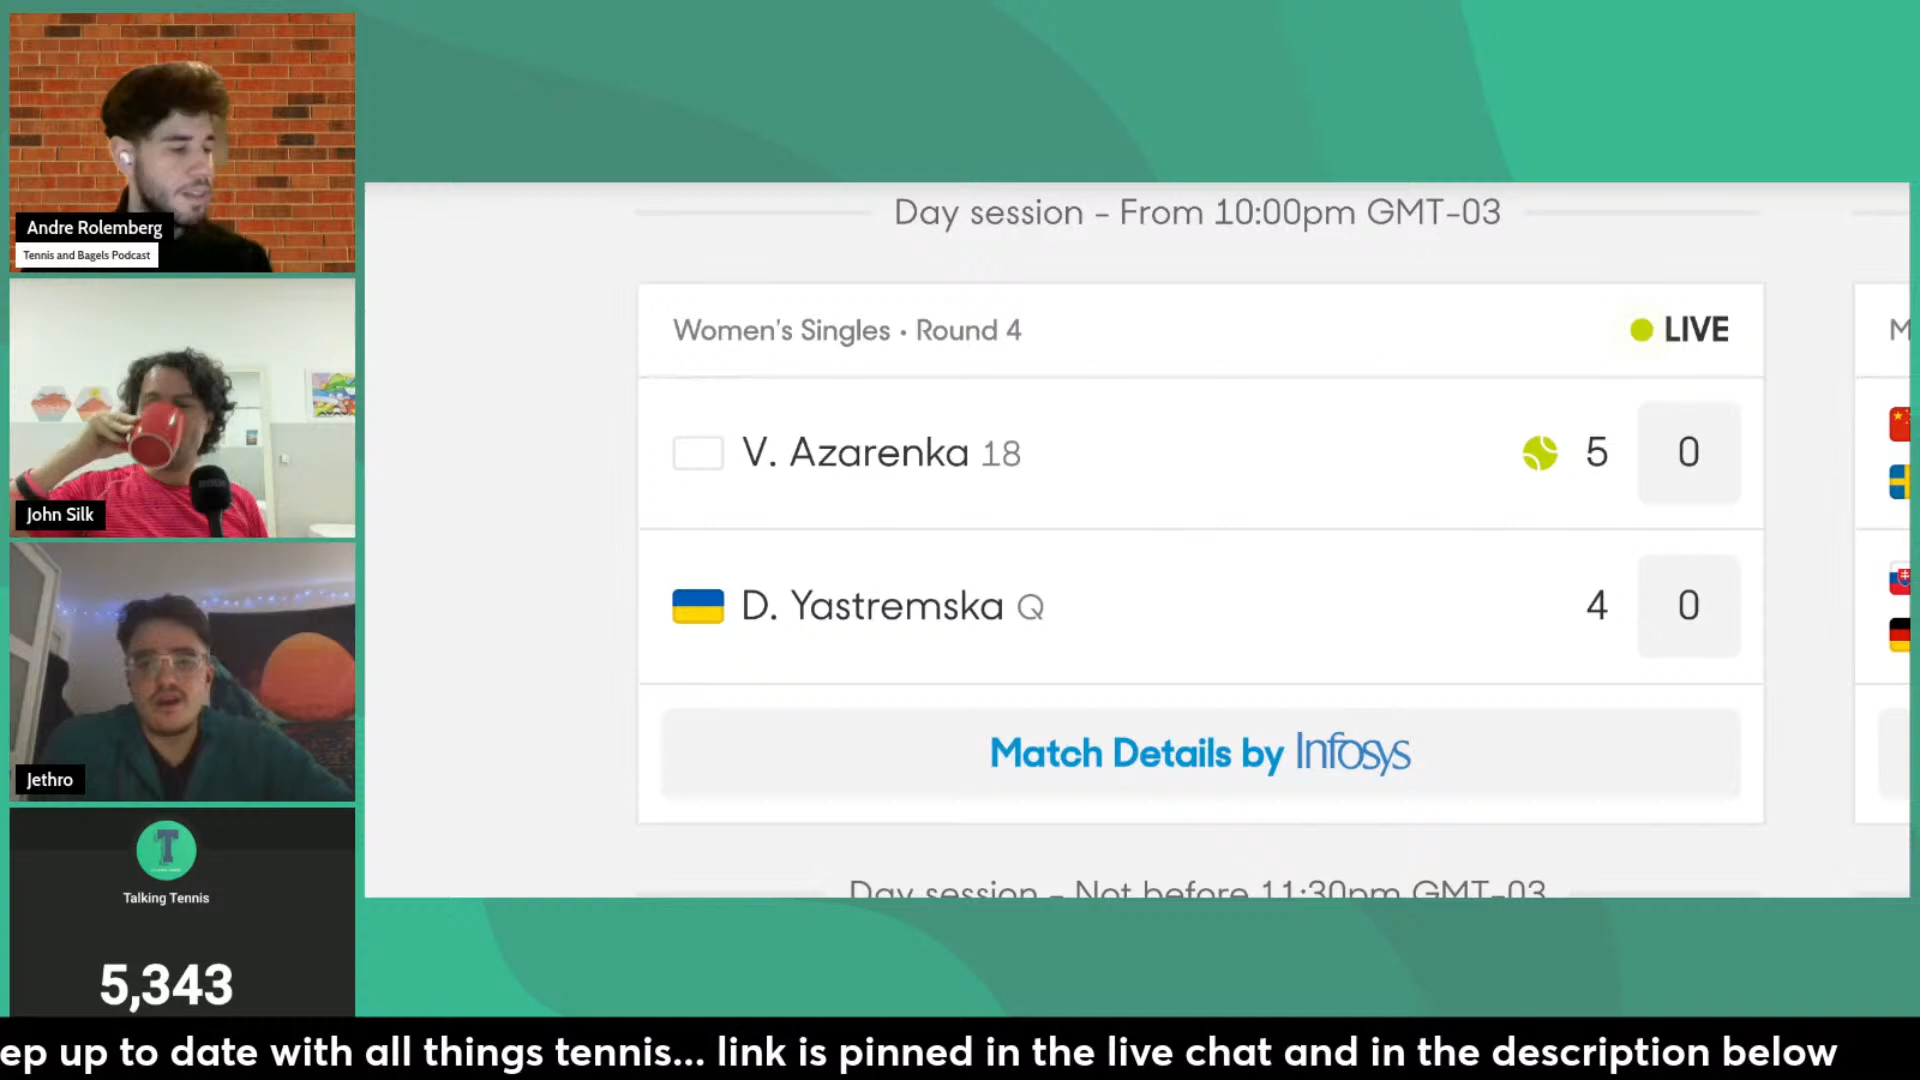 Andre Rolemberg
Tennis and Bagels Podcast
John Silk
Jethro
T
Talking Tennis
5,343
Day session - From 10:00pm GMT-03
Women's Singles • Round 4
LIVE
V. Azarenka 18 5 0
D. Yastremska Q 4 0
Match Details by Infosys
Day session - Not before 11:30pm GMT-03
M
ep up to date with all things tennis... link is pinned in the live chat and in the description below